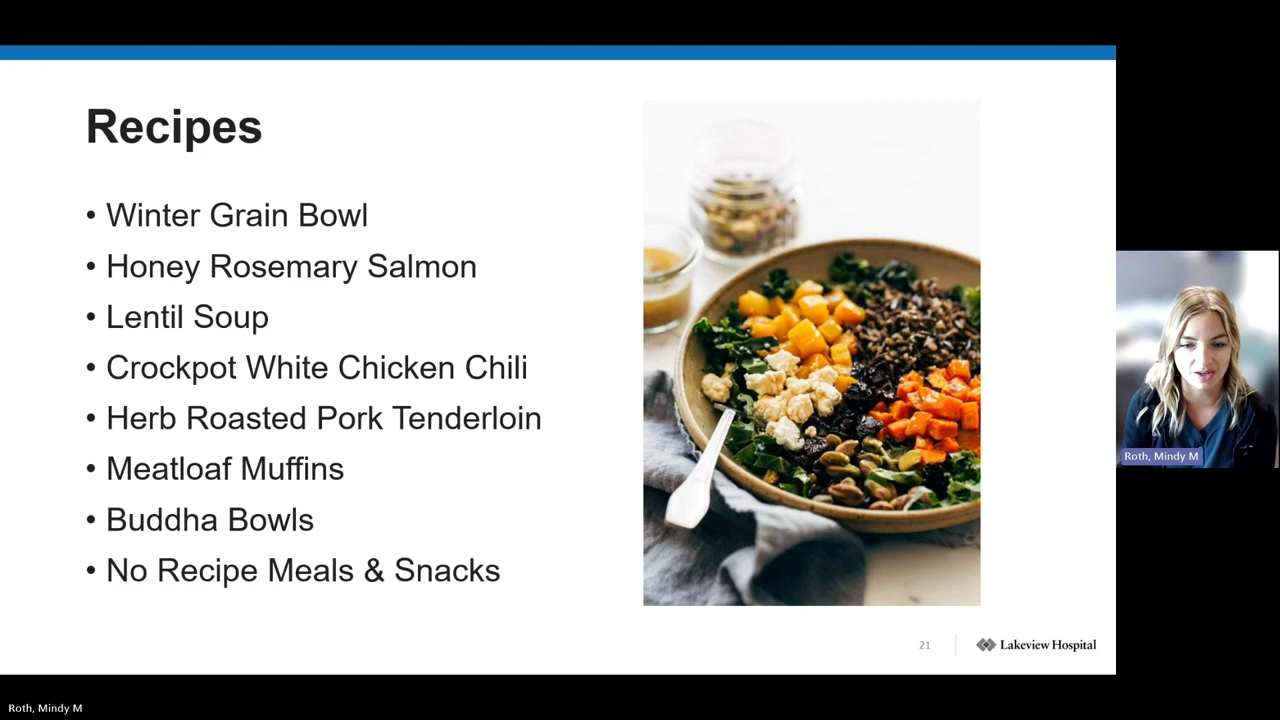 Recipes
• Winter Grain Bowl
• Honey Rosemary Salmon
• Lentil Soup
• Crockpot White Chicken Chili
• Herb Roasted Pork Tenderloin
• Meatloaf Muffins
• Buddha Bowls
• No Recipe Meals & Snacks
21
Lakeview Hospital
Roth, Mindy M
Roth, Mindy M